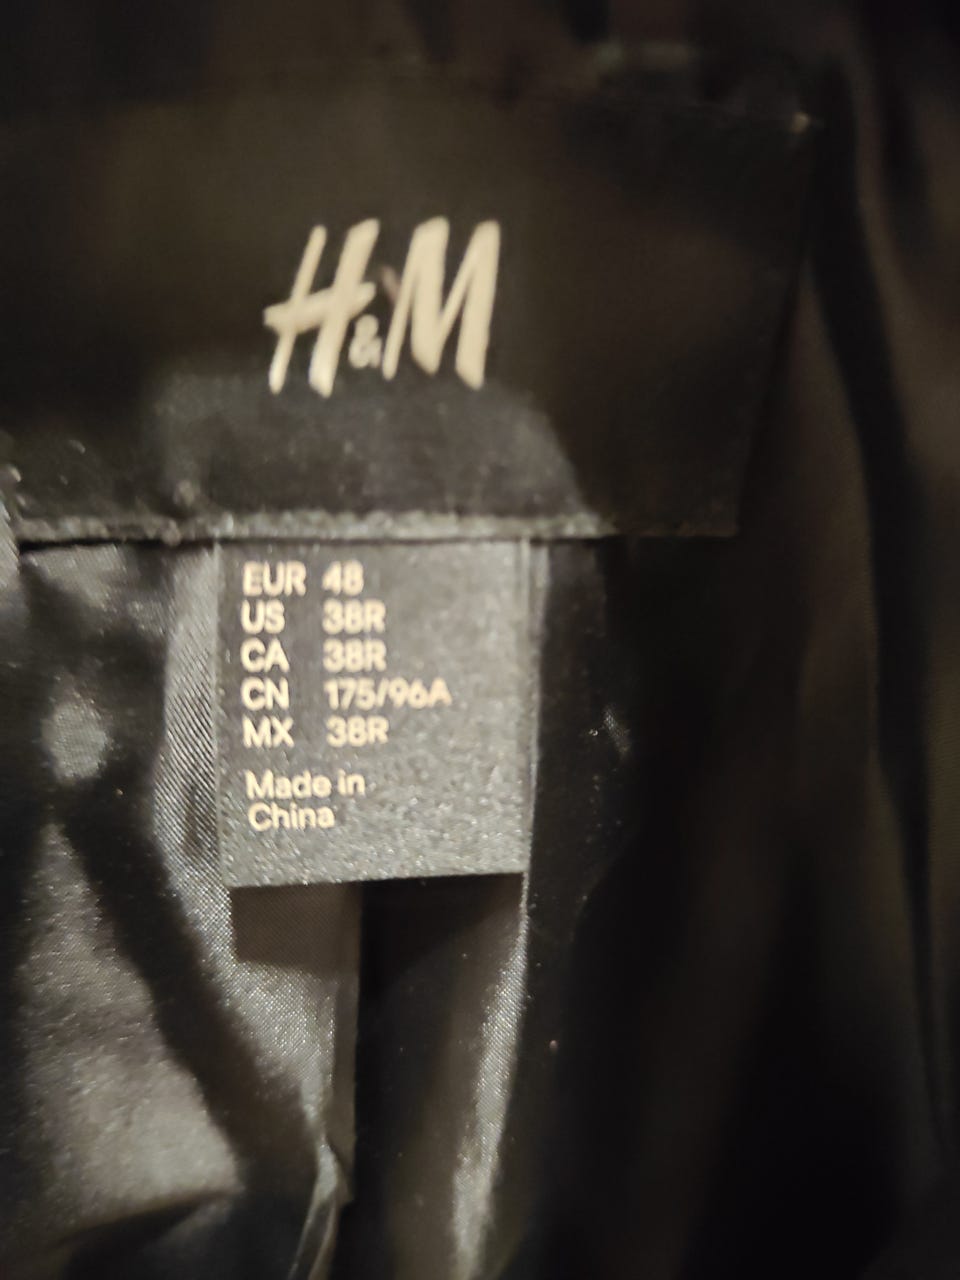 H&M
EUR 48
US 38R
CA 38R
CN 175/96A
MX 38R
Made in
China